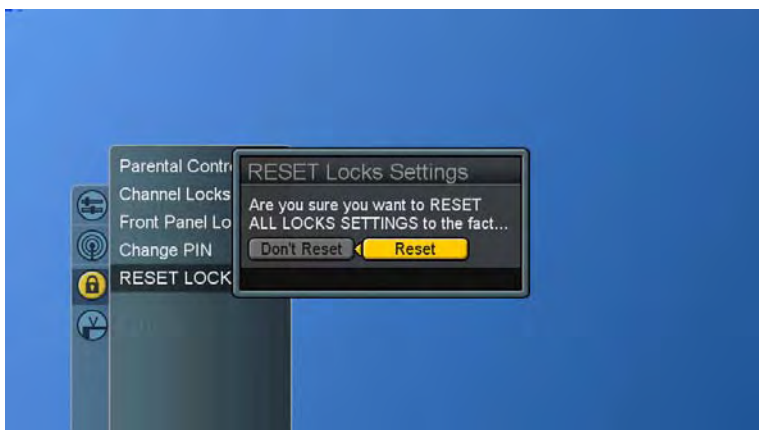 Parental Contr
Channel Locks
Front Panel Lo
Change PIN
RESET LOCK
RESET Locks Settings
Are you sure you want to RESET
ALL LOCKS SETTINGS to the fact...
Don't Reset
Reset